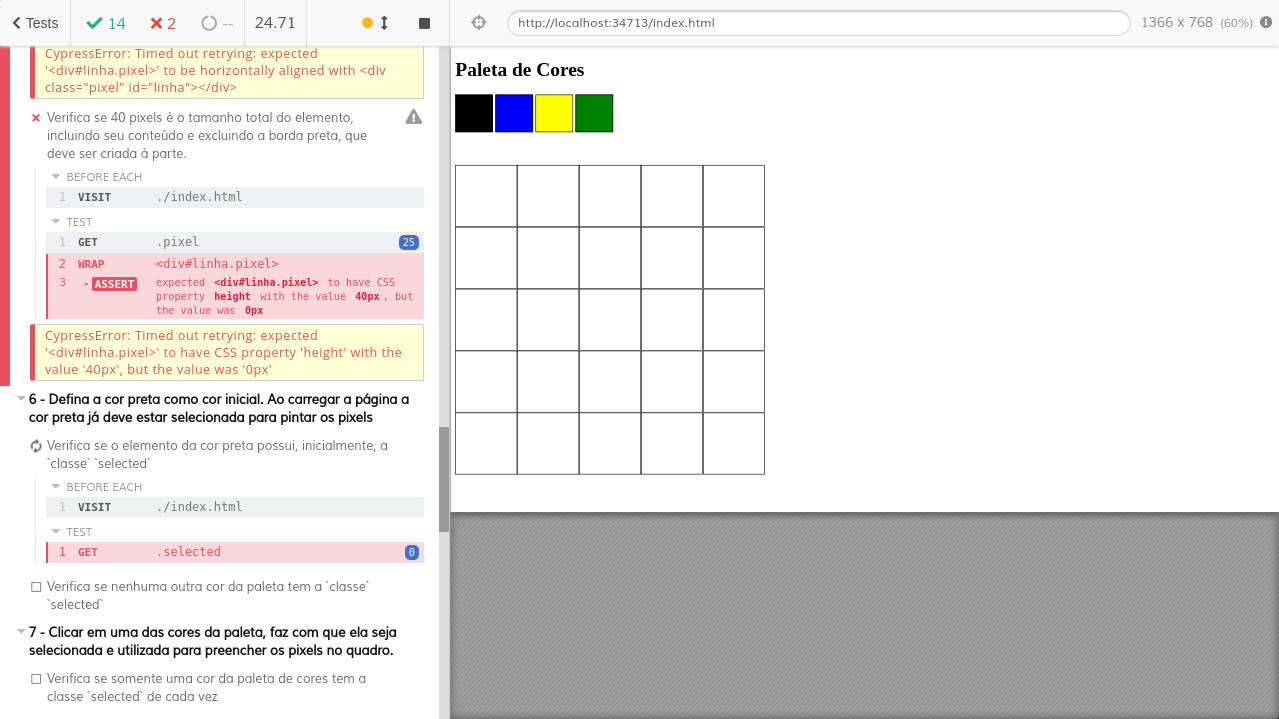 Tests
14
2
--
24.71
http://localhost:34713/index.html
1366 x 768 (60%)
CypressError: Timed out retrying: expected
'<div#linha.pixel>' to be horizontally aligned with <div
class="pixel" id="linha"></div>
Verifica se 40 pixels é o tamanho total do elemento,
incluindo seu conteúdo e excluindo a borda preta, que
deve ser criada à parte.
BEFORE EACH
1 VISIT ./index.html
TEST
1 GET .pixel 25
2 WRAP <div#linha.pixel>
3 - ASSERT expected <div#linha.pixel> to have CSS
property height with the value 40px , but
the value was 0px
CypressError: Timed out retrying: expected
'<div#linha.pixel>' to have CSS property 'height' with the
value '40px', but the value was '0px'
6 - Defina a cor preta como cor inicial. Ao carregar a página a
cor preta já deve estar selecionada para pintar os pixels
Verifica se o elemento da cor preta possui, inicialmente, a
`classe` `selected`
BEFORE EACH
1 VISIT ./index.html
TEST
1 GET .selected 0
Verifica se nenhuma outra cor da paleta tem a `classe`
`selected`
7 - Clicar em uma das cores da paleta, faz com que ela seja
selecionada e utilizada para preencher os pixels no quadro.
Verifica se somente uma cor da paleta de cores tem a
classe `selected` de cada vez
Paleta de Cores